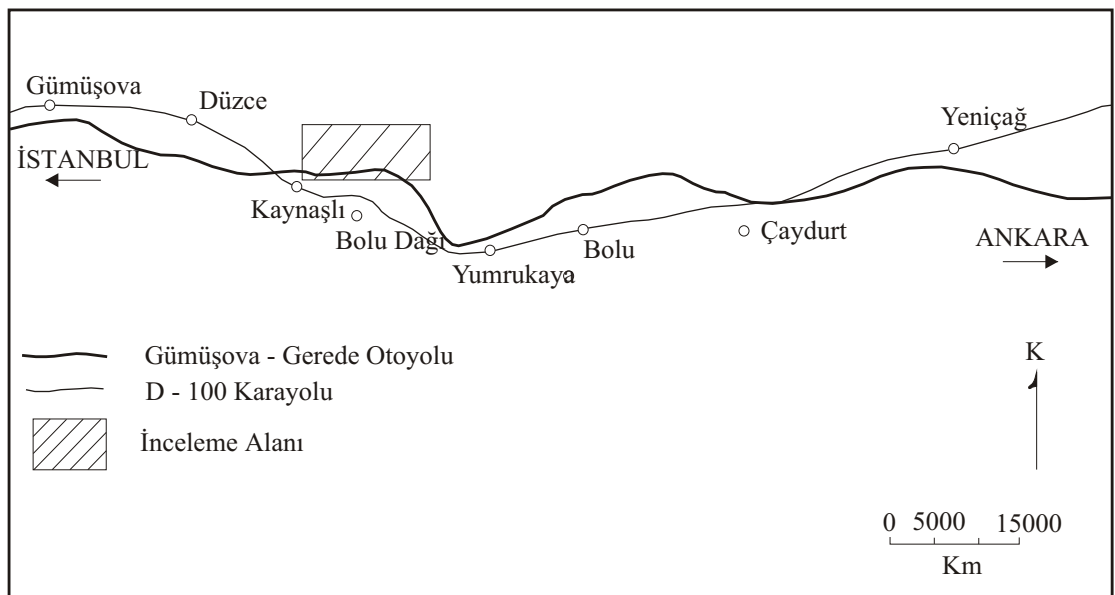 Gümüşova
Düzce
Yeniçağ
İSTANBUL
Kaynaşlı
Bolu Dağı
Bolu
Çaydurt
ANKARA
Yumrukaya
Gümüşova - Gerede Otoyolu
K
D - 100 Karayolu
İnceleme Alanı
0 5000 15000
Km